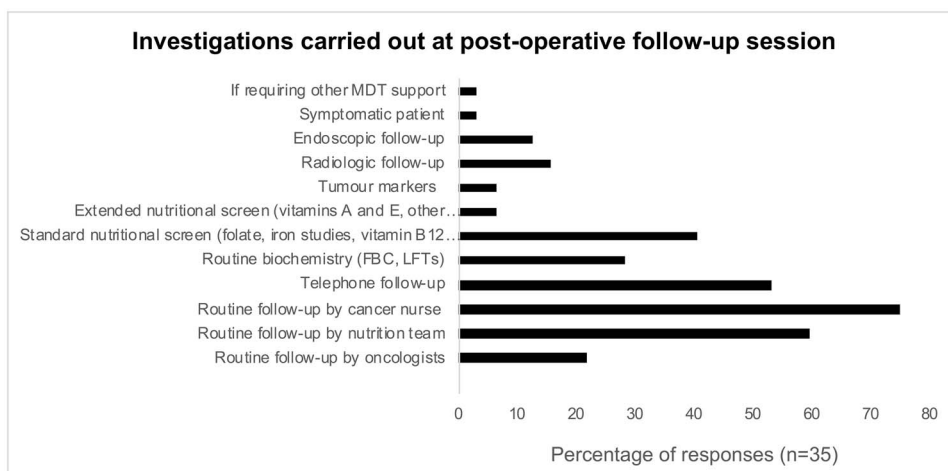 Investigations carried out at post-operative follow-up session
If requiring other MDT support
Symptomatic patient
Endoscopic follow-up
Radiologic follow-up
Tumour markers
Extended nutritional screen (vitamins A and E, other…
Standard nutritional screen (folate, iron studies, vitamin B12…
Routine biochemistry (FBC, LFTs)
Telephone follow-up
Routine follow-up by cancer nurse
Routine follow-up by nutrition team
Routine follow-up by oncologists
0 10 20 30 40 50 60 70 80
Percentage of responses (n=35)